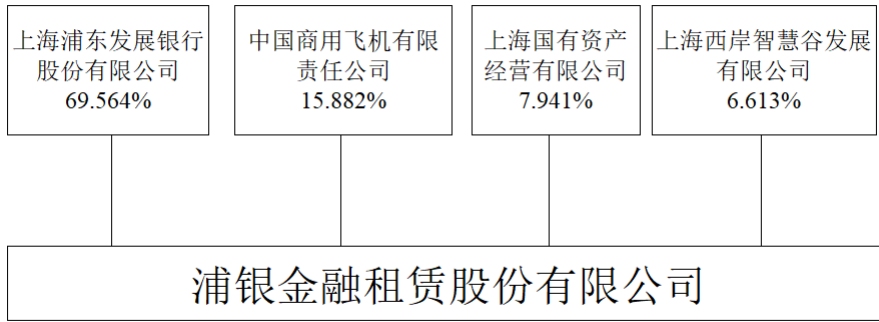 上海浦东发展银行
股份有限公司
69.564%
中国商用飞机有限
责任公司
15.882%
上海国有资产
经营有限公司
7.941%
上海西岸智慧谷发展
有限公司
6.613%
浦银金融租赁股份有限公司